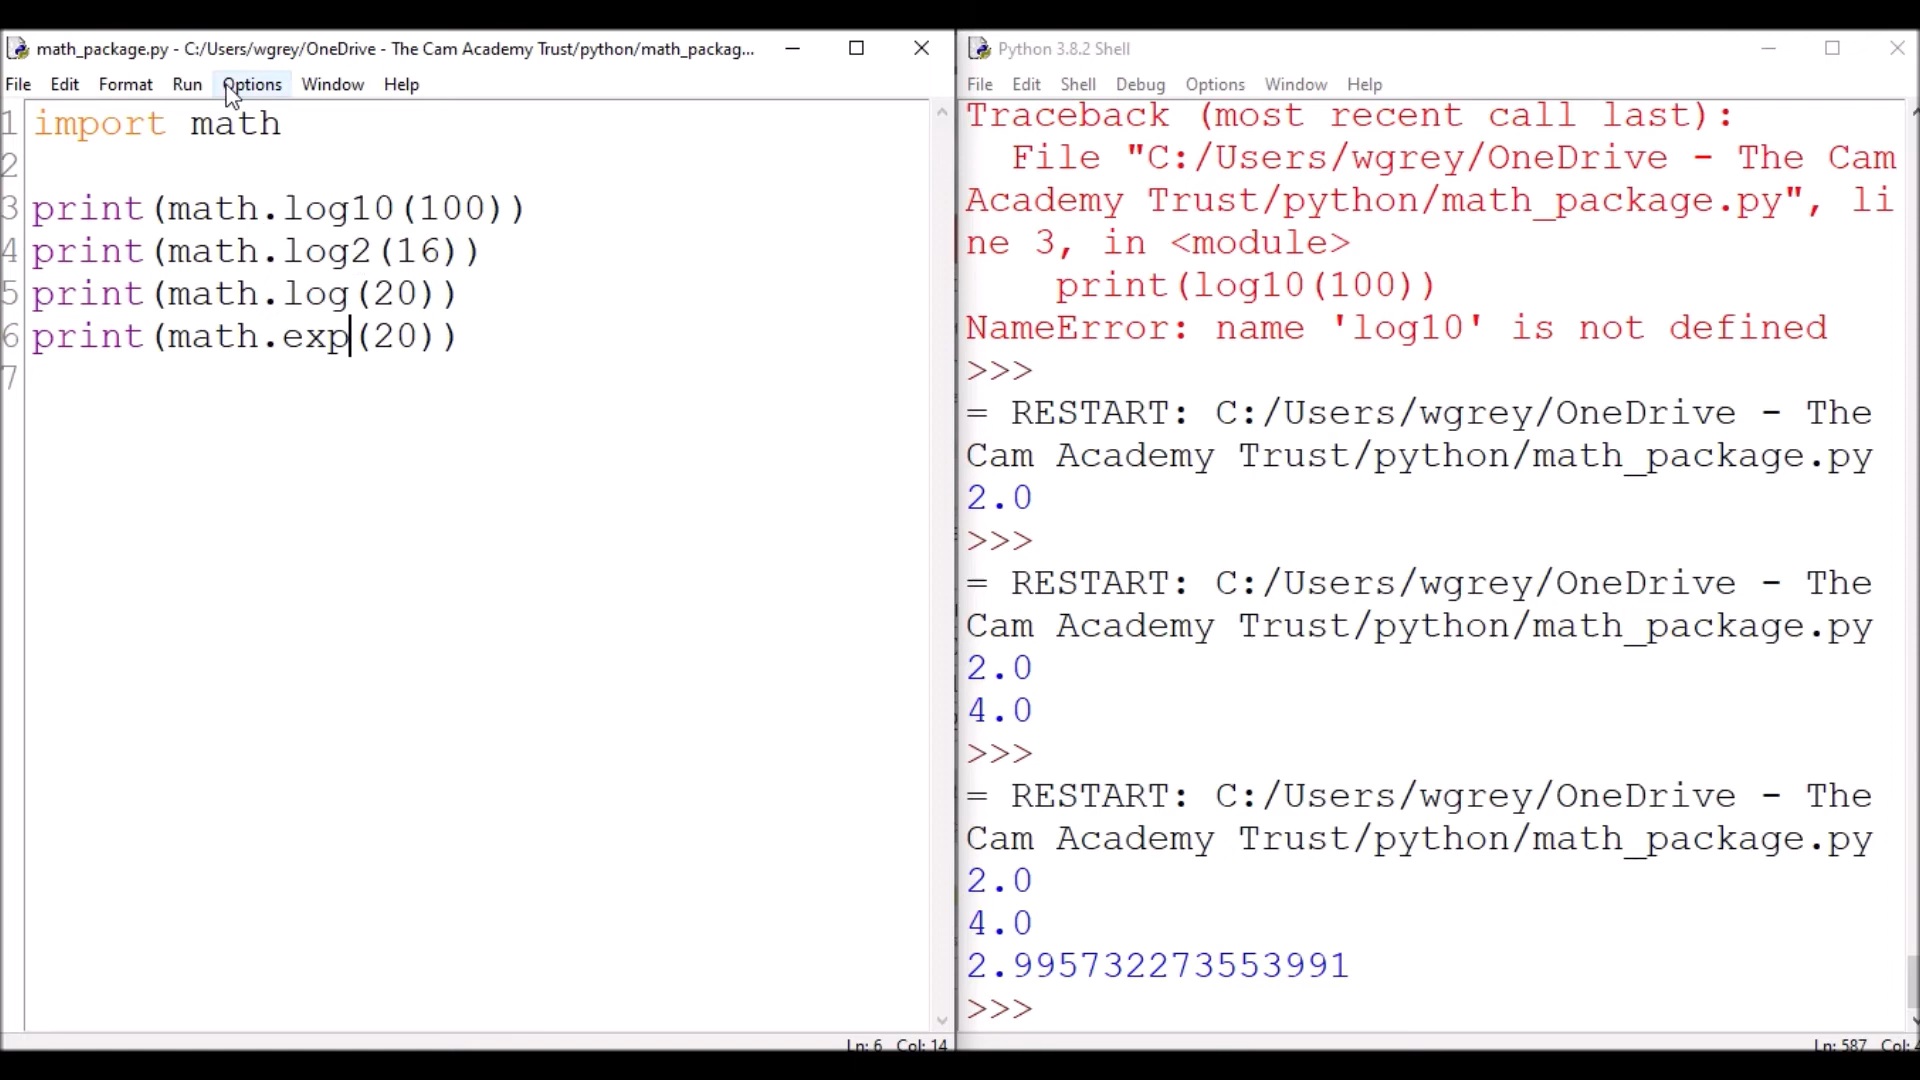 math_package.py - C:/Users/wgrey/OneDrive - The Cam Academy Trust/python/math_packag...
File Edit Format Run Options Window Help
1 import math
2
3 print(math.log10(100))
4 print(math.log2(16))
5 print(math.log(20))
6 print(math.exp(20))
7
Ln: 6 Col: 14
Python 3.8.2 Shell
File Edit Shell Debug Options Window Help
Traceback (most recent call last):
  File "C:/Users/wgrey/OneDrive - The Cam
Academy Trust/python/math_package.py", li
ne 3, in <module>
    print(log10(100))
NameError: name 'log10' is not defined
>>>
= RESTART: C:/Users/wgrey/OneDrive - The
Cam Academy Trust/python/math_package.py
2.0
>>>
= RESTART: C:/Users/wgrey/OneDrive - The
Cam Academy Trust/python/math_package.py
2.0
4.0
>>>
= RESTART: C:/Users/wgrey/OneDrive - The
Cam Academy Trust/python/math_package.py
2.0
4.0
2.995732273553991
>>>
Ln: 587 Col: